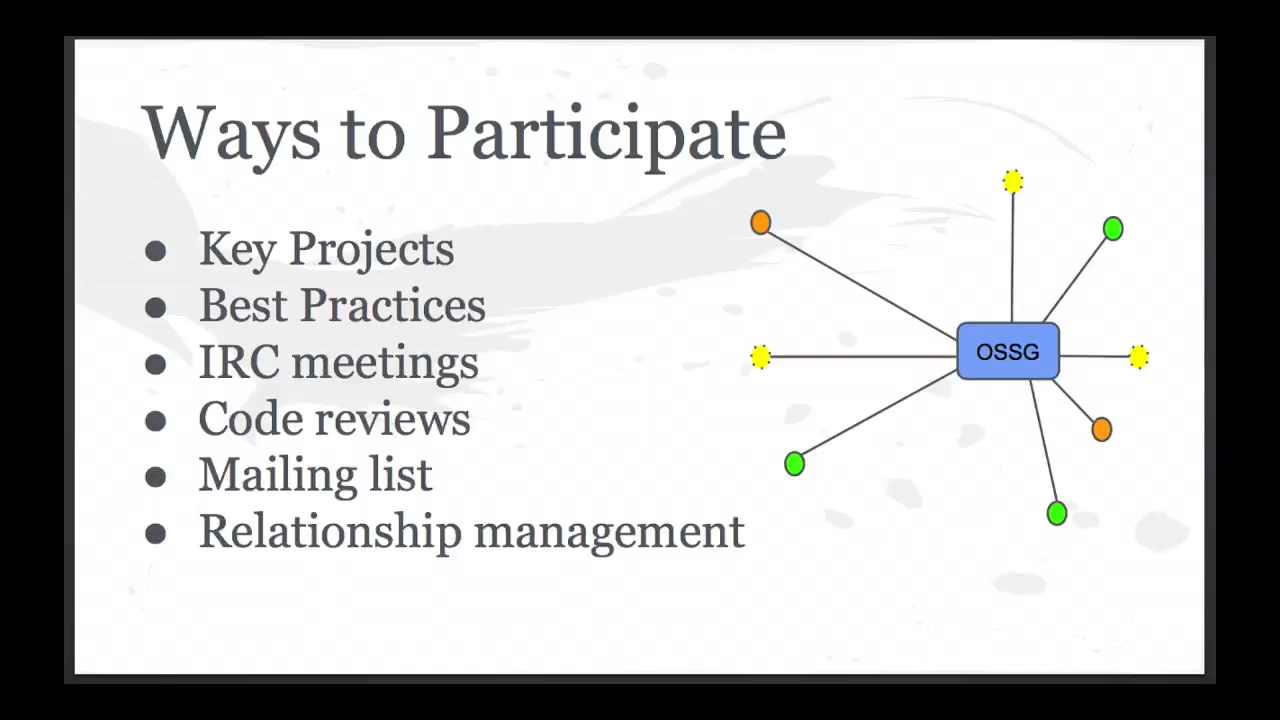 Ways to Participate
● Key Projects
● Best Practices
● IRC meetings
● Code reviews
● Mailing list
● Relationship management
OSSG